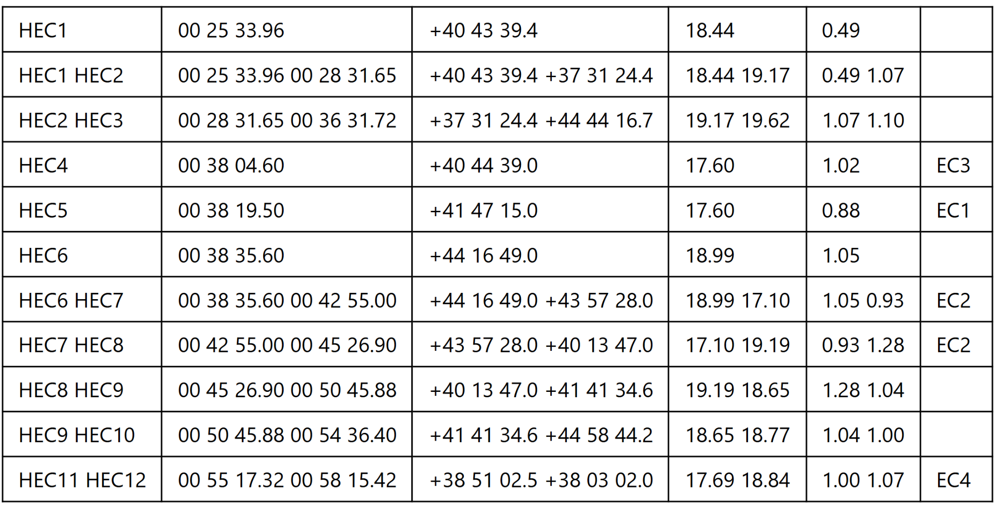 HEC1 00 25 33.96 +40 43 39.4 18.44 0.49
HEC1 HEC2 00 25 33.96 00 28 31.65 +40 43 39.4 +37 31 24.4 18.44 19.17 0.49 1.07
HEC2 HEC3 00 28 31.65 00 36 31.72 +37 31 24.4 +44 44 16.7 19.17 19.62 1.07 1.10
HEC4 00 38 04.60 +40 44 39.0 17.60 1.02 EC3
HEC5 00 38 19.50 +41 47 15.0 17.60 0.88 EC1
HEC6 00 38 35.60 +44 16 49.0 18.99 1.05
HEC6 HEC7 00 38 35.60 00 42 55.00 +44 16 49.0 +43 57 28.0 18.99 17.10 1.05 0.93 EC2
HEC7 HEC8 00 42 55.00 00 45 26.90 +43 57 28.0 +40 13 47.0 17.10 19.19 0.93 1.28 EC2
HEC8 HEC9 00 45 26.90 00 50 45.88 +40 13 47.0 +41 41 34.6 19.19 18.65 1.28 1.04
HEC9 HEC10 00 50 45.88 00 54 36.40 +41 41 34.6 +44 58 44.2 18.65 18.77 1.04 1.00
HEC11 HEC12 00 55 17.32 00 58 15.42 +38 51 02.5 +38 03 02.0 17.69 18.84 1.00 1.07 EC4